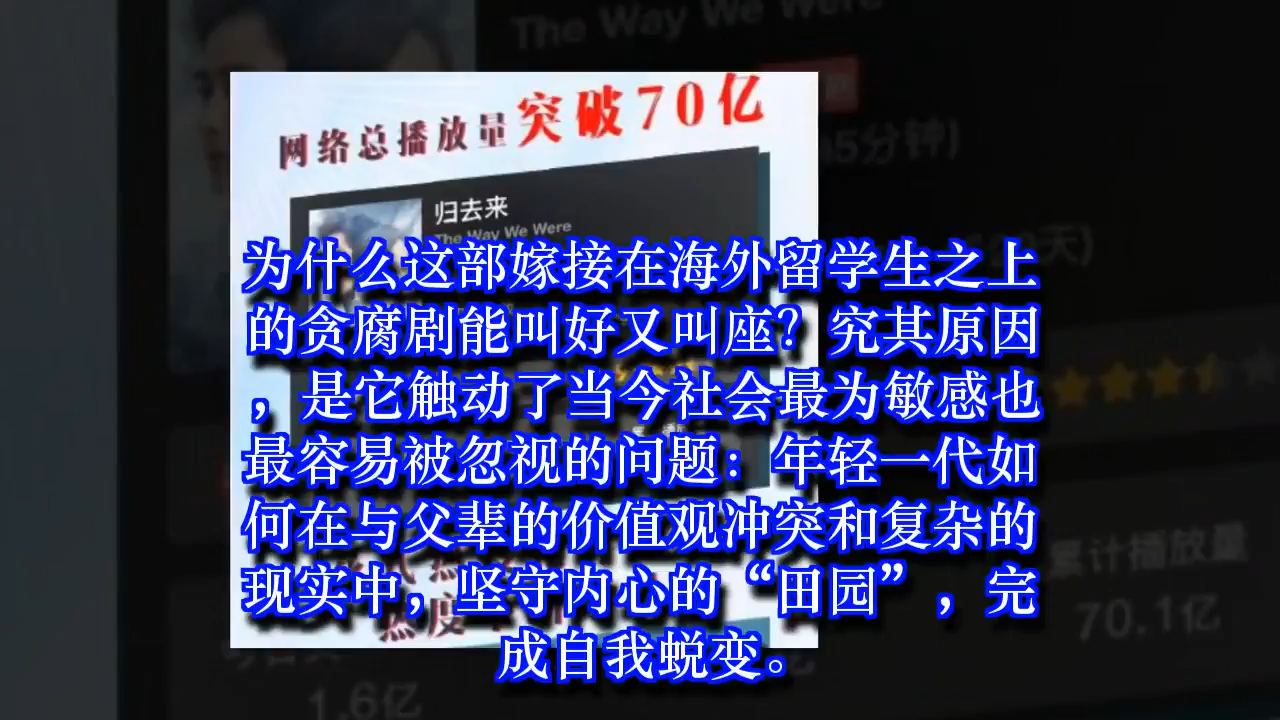 The Way We Were
网络总播放量突破70亿
5分钟)
归去来
The Way We Were
天)
为什么这部嫁接在海外留学生之上
的贪腐剧能叫好又叫座？究其原因
，是它触动了当今社会最为敏感也
最容易被忽视的问题：年轻一代如
何在与父辈的价值观冲突和复杂的
现实中，坚守内心的“田园”，完
成自我蜕变。
累计播放量
70.1亿
热度
1.6亿